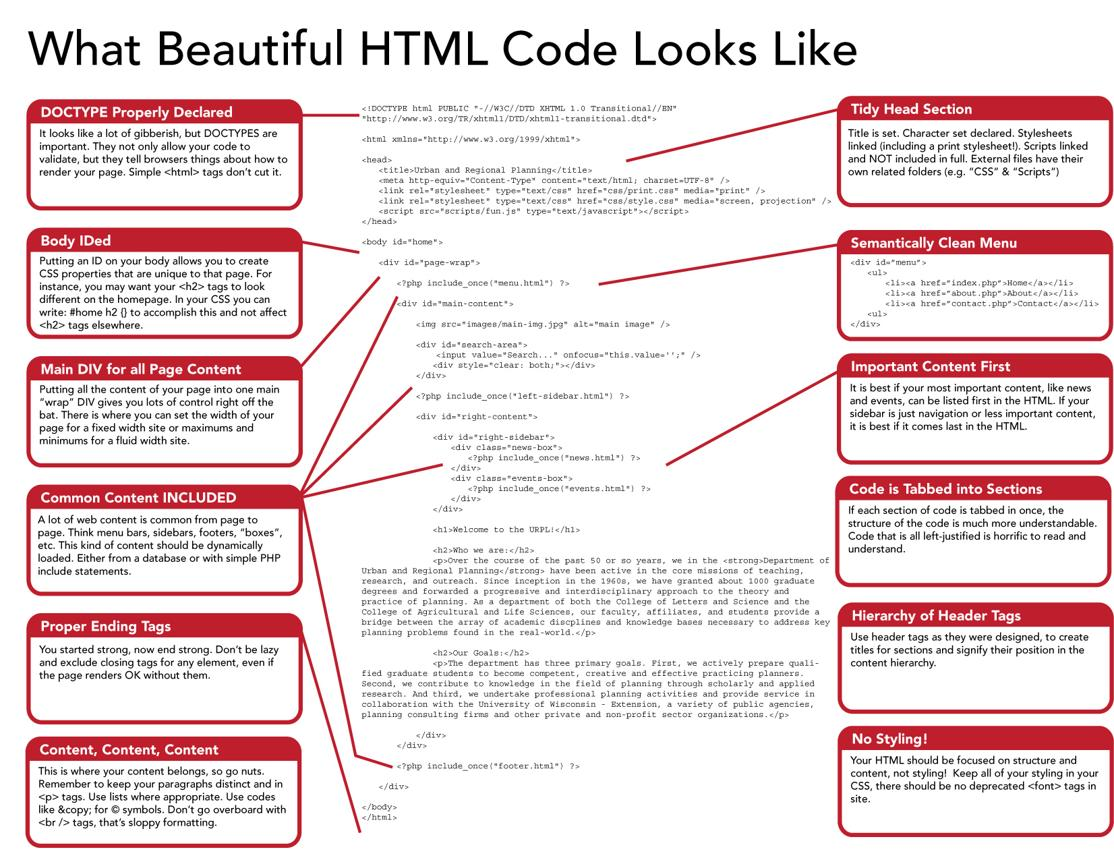 What Beautiful HTML Code Looks Like
DOCTYPE Properly Declared
It looks like a lot of gibberish, but DOCTYPES are
important. They not only allow your code to
validate, but they tell browsers things about how to
render your page. Simple <html> tags don't cut it.
Body IDed
Putting an ID on your body allows you to create
CSS properties that are unique to that page. For
instance, you may want your <h2> tags to look
different on the homepage. In your CSS you can
write: #home h2 {} to accomplish this and not affect
<h2> tags elsewhere.
Main DIV for all Page Content
Putting all the content of your page into one main
“wrap” DIV gives you lots of control right off the
bat. There is where you can set the width of your
page for a fixed width site or maximums and
minimums for a fluid width site.
Common Content INCLUDED
A lot of web content is common from page to
page. Think menu bars, sidebars, footers, “boxes”,
etc. This kind of content should be dynamically
loaded. Either from a database or with simple PHP
include statements.
Proper Ending Tags
You started strong, now end strong. Don't be lazy
and exclude closing tags for any element, even if
the page renders OK without them.
Content, Content, Content
This is where your content belongs, so go nuts.
Remember to keep your paragraphs distinct and in
<p> tags. Use lists where appropriate. Use codes
like &copy; for © symbols. Don't go overboard with
<br /> tags, that's sloppy formatting.
<!DOCTYPE html PUBLIC "-//W3C//DTD XHTML 1.0 Transitional//EN"
"http://www.w3.org/TR/xhtml1/DTD/xhtml1-transitional.dtd">
<html xmlns="http://www.w3.org/1999/xhtml">
<head>
<title>Urban and Regional Planning</title>
<meta http-equiv="Content-Type" content="text/html; charset=UTF-8" />
<link rel="stylesheet" type="text/css" href="css/print.css" media="print" />
<link rel="stylesheet" type="text/css" href="css/style.css" media="screen, projection" />
<script src="scripts/fun.js" type="text/javascript"></script>
</head>
<body id="home">
<div id="page-wrap">
<?php include_once("menu.html") ?>
<div id="main-content">
<img src="images/main-img.jpg" alt="main image" />
<div id="search-area">
<input value="Search..." onfocus="this.value='';" />
<div style="clear: both;"></div>
</div>
<?php include_once("left-sidebar.html") ?>
<div id="right-content">
<div id="right-sidebar">
<div class="news-box">
<?php include_once("news.html") ?>
</div>
<div class="events-box">
<?php include_once("events.html") ?>
</div>
</div>
<h1>Welcome to the URPL!</h1>
<h2>Who we are:</h2>
<p>Over the course of the past 50 or so years, we in the <strong>Department of
Urban and Regional Planning</strong> have been active in the core missions of teaching,
research, and outreach. Since inception in the 1960s, we have granted about 1000 graduate
degrees and forwarded a progressive and interdisciplinary approach to the theory and
practice of planning. As a department of both the College of Letters and Science and the
College of Agricultural and Life Sciences, our faculty, affiliates, and students provide a
bridge between the array of academic discplines and knowledge bases necessary to address key
planning problems found in the real-world.</p>
<h2>Our Goals:</h2>
<p>The department has three primary goals. First, we actively prepare quali-
fied graduate students to become competent, creative and effective practicing planners.
Second, we contribute to knowledge in the field of planning through scholarly and applied
research. And third, we undertake professional planning activities and provide service in
collaboration with the University of Wisconsin - Extension, a variety of public agencies,
planning consulting firms and other private and non-profit sector organizations.</p>
</div>
</div>
<?php include_once("footer.html") ?>
</div>
</body>
</html>
Tidy Head Section
Title is set. Character set declared. Stylesheets
linked (including a print stylesheet!). Scripts linked
and NOT included in full. External files have their
own related folders (e.g. “CSS” & “Scripts”)
Semantically Clean Menu
<div id="menu">
<ul>
<li><a href="index.php">Home</a></li>
<li><a href="about.php">About</a></li>
<li><a href="contact.php">Contact</a></li>
<ul>
</div>
Important Content First
It is best if your most important content, like news
and events, can be listed first in the HTML. If your
sidebar is just navigation or less important content,
it is best if it comes last in the HTML.
Code is Tabbed into Sections
If each section of code is tabbed in once, the
structure of the code is much more understandable.
Code that is all left-justified is horrific to read and
understand.
Hierarchy of Header Tags
Use header tags as they were designed, to create
titles for sections and signify their position in the
content hierarchy.
No Styling!
Your HTML should be focused on structure and
content, not styling! Keep all of your styling in your
CSS, there should be no deprecated <font> tags in
site.